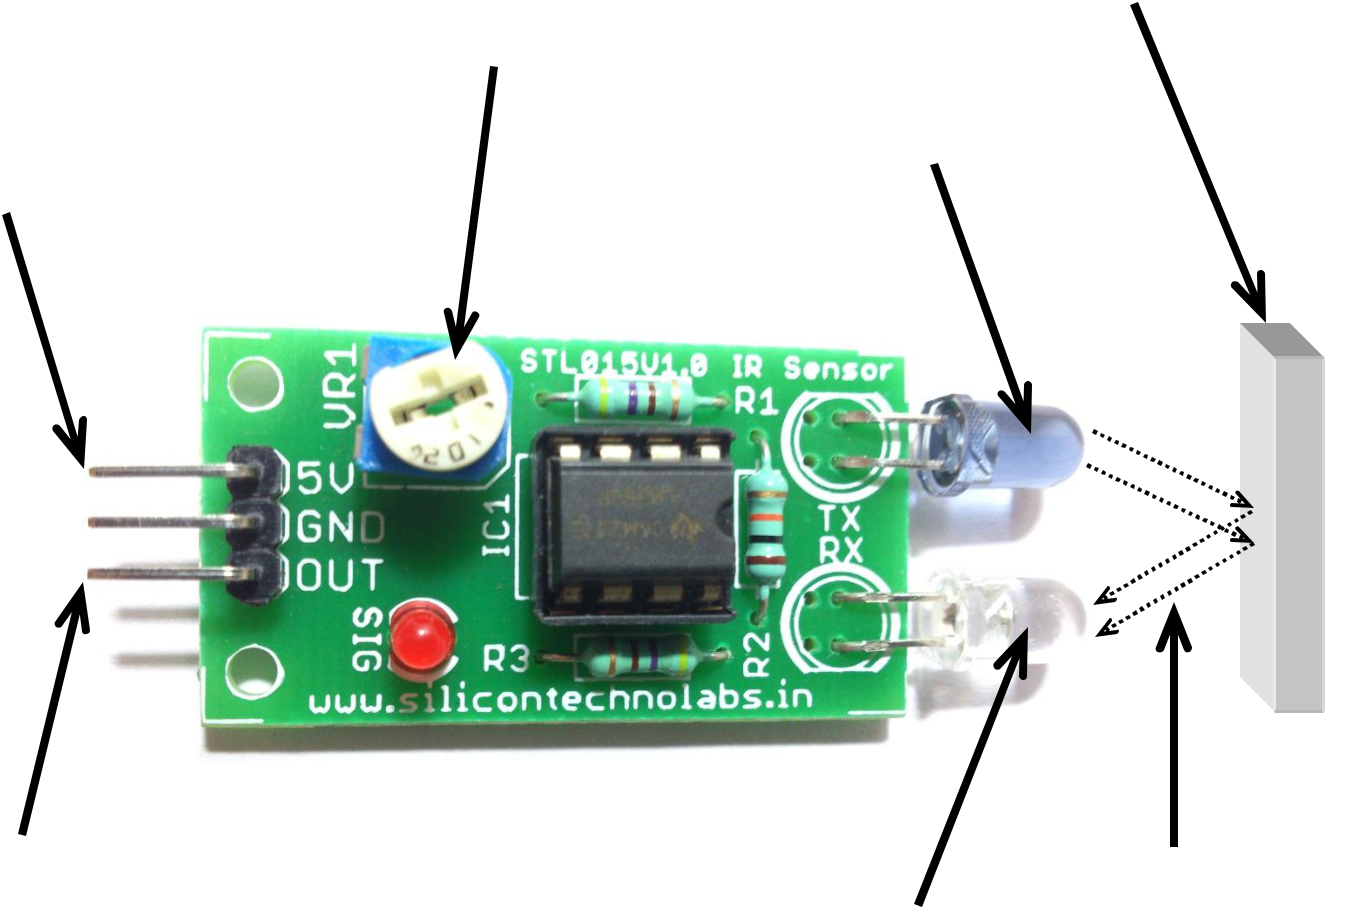 STL015V1.0 IR Sensor
VR1
R1
5V
GND
OUT
IC1
TX
RX
SIG
R3
R2
www.silicontechnolabs.in